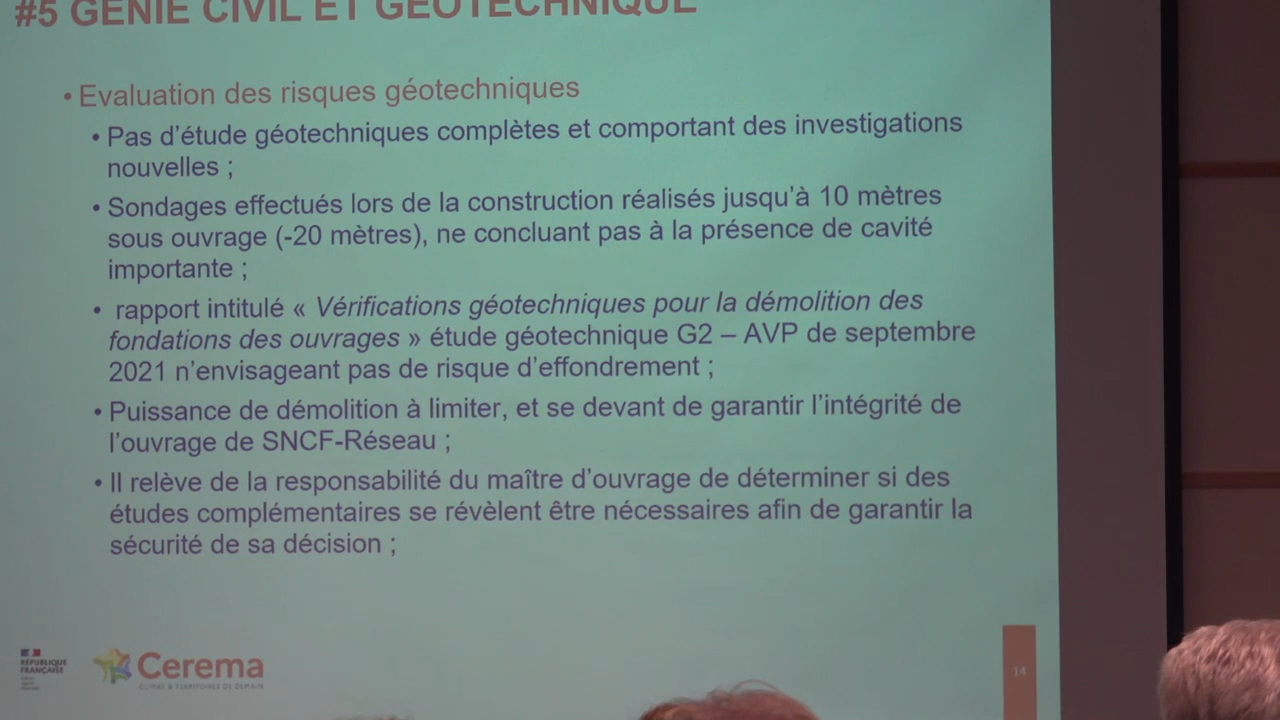 #5 GÉNIE CIVIL ET GÉOTECHNIQUE
• Evaluation des risques géotechniques
• Pas d'étude géotechniques complètes et comportant des investigations
nouvelles ;
• Sondages effectués lors de la construction réalisés jusqu'à 10 mètres
sous ouvrage (-20 mètres), ne concluant pas à la présence de cavité
importante ;
• rapport intitulé « Vérifications géotechniques pour la démolition des
fondations des ouvrages » étude géotechnique G2 – AVP de septembre
2021 n'envisageant pas de risque d'effondrement ;
• Puissance de démolition à limiter, et se devant de garantir l'intégrité de
l'ouvrage de SNCF-Réseau ;
• Il relève de la responsabilité du maître d'ouvrage de déterminer si des
études complémentaires se révèlent être nécessaires afin de garantir la
sécurité de sa décision ;
RÉPUBLIQUE
FRANÇAISE
Cerema
CLIMAT & TERRITOIRES DE DEMAIN
14